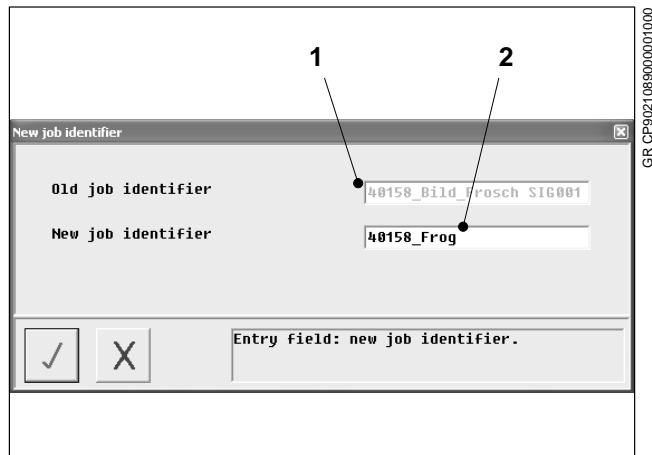 1
2
GR CP9021089000001000
New job identifier
Old job identifier
40158_Bild_Frosch SIG001
New job identifier
40158_Frog
Entry field: new job identifier.